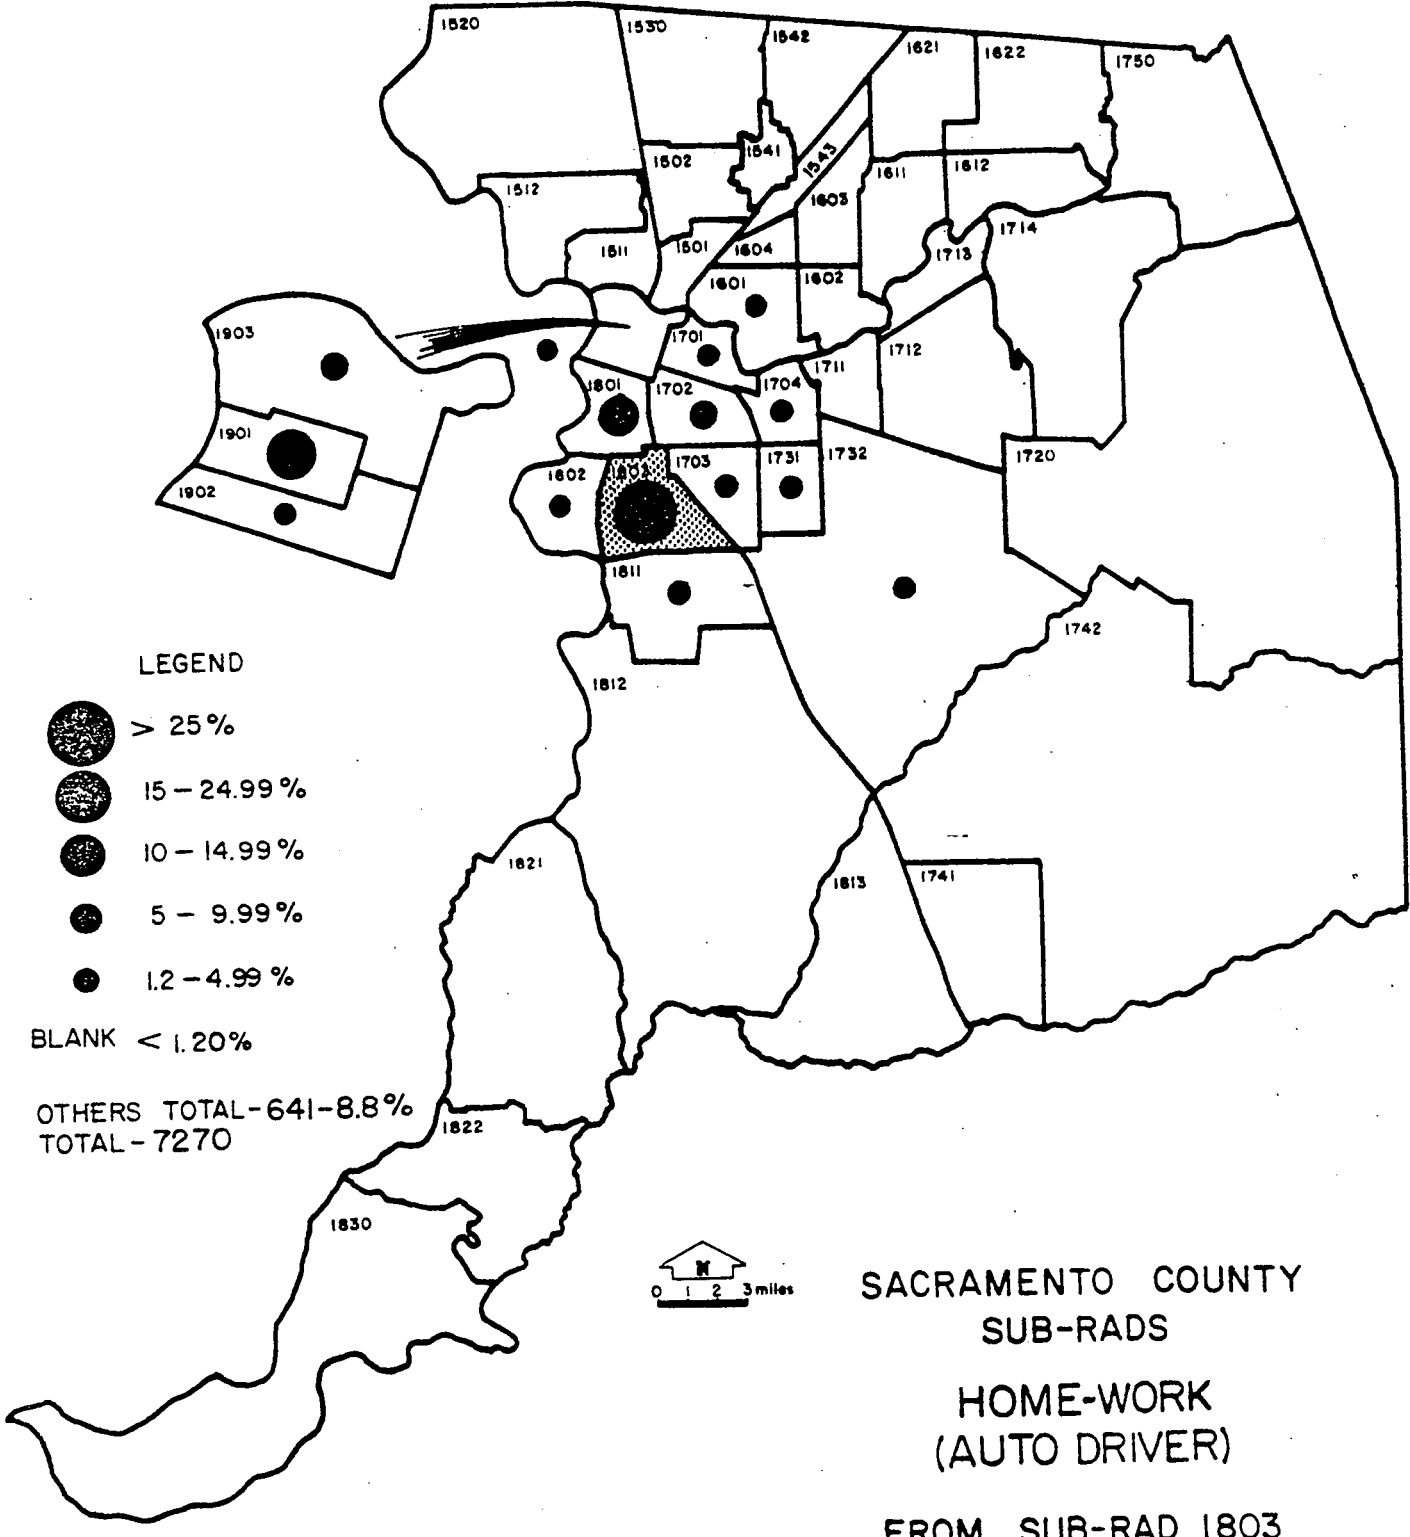 1520
1530
1542
1621
1622
1750
1502
1541
1543
1611
1612
1512
1603
1714
1511
1501
1604
1713
1601
1602
1903
1701
1711
1712
1801
1702
1704
1901
1802
1803
1703
1731
1732
1720
1902
1811
1742
1812
LEGEND
> 25%
15 – 24.99 %
10 – 14.99 %
5 – 9.99 %
1.2 – 4.99 %
BLANK < 1.20%
OTHERS TOTAL-641-8.8%
TOTAL-7270
1821
1813
1741
1822
1830
N
0 1 2 3 miles
SACRAMENTO COUNTY
SUB-RADS
HOME-WORK
(AUTO DRIVER)
FROM SUB-RAD 1803